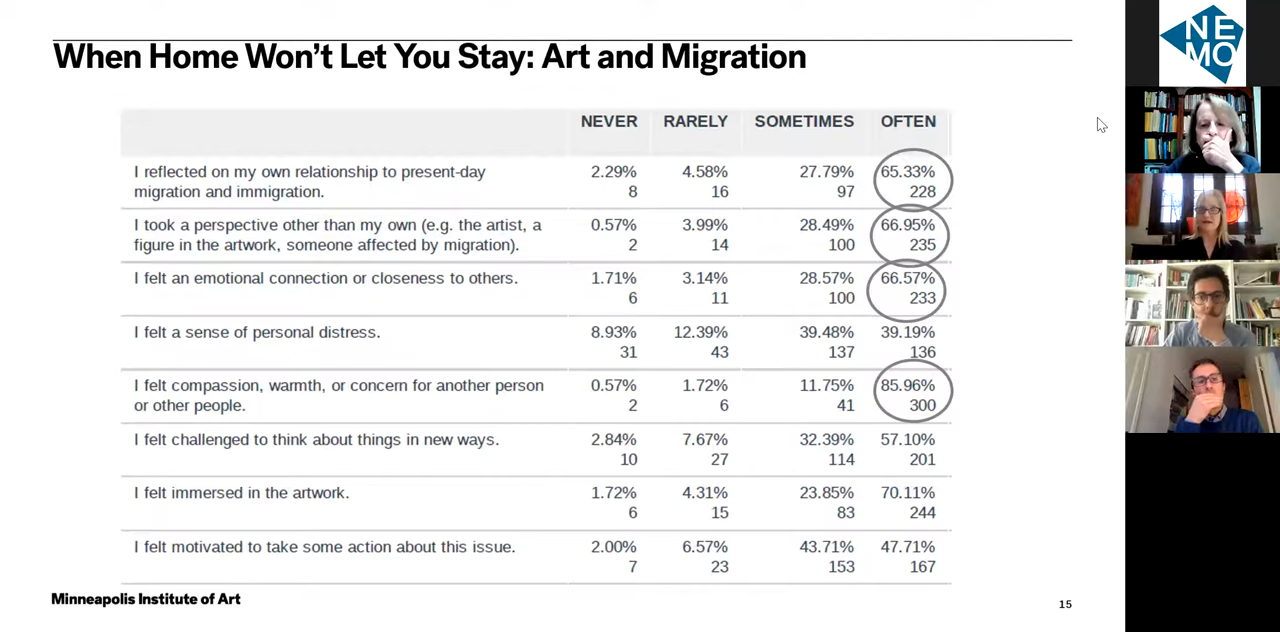 When Home Won't Let You Stay: Art and Migration
NEVER RARELY SOMETIMES OFTEN
I reflected on my own relationship to present-day 2.29% 4.58% 27.79% 65.33%
migration and immigration. 8 16 97 228
I took a perspective other than my own (e.g. the artist, a 0.57% 3.99% 28.49% 66.95%
figure in the artwork, someone affected by migration). 2 14 100 235
I felt an emotional connection or closeness to others. 1.71% 3.14% 28.57% 66.57%
6 11 100 233
I felt a sense of personal distress. 8.93% 12.39% 39.48% 39.19%
31 43 137 136
I felt compassion, warmth, or concern for another person 0.57% 1.72% 11.75% 85.96%
or other people. 2 6 41 300
I felt challenged to think about things in new ways. 2.84% 7.67% 32.39% 57.10%
10 27 114 201
I felt immersed in the artwork. 1.72% 4.31% 23.85% 70.11%
6 15 83 244
I felt motivated to take some action about this issue. 2.00% 6.57% 43.71% 47.71%
7 23 153 167
Minneapolis Institute of Art
15
NE
MO